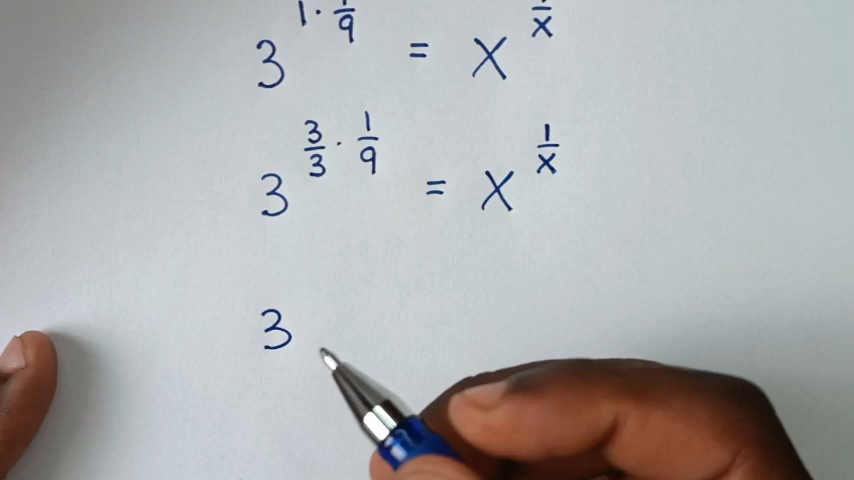 3^{1 · 1/9} = x^{1/x}
3^{3/3 · 1/9} = x^{1/x}
3